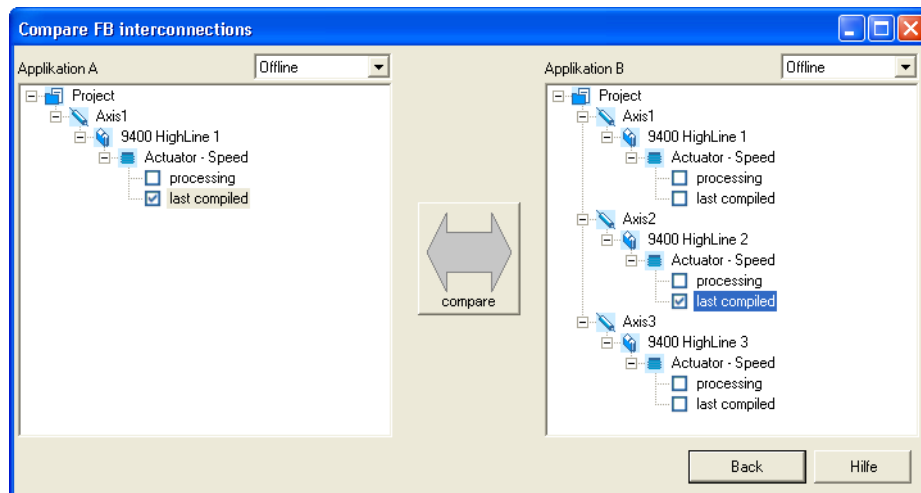 Compare FB interconnections
Applikation A
Offline
Project
Axis1
9400 HighLine 1
Actuator - Speed
processing
last compiled
compare
Applikation B
Offline
Project
Axis1
9400 HighLine 1
Actuator - Speed
processing
last compiled
Axis2
9400 HighLine 2
Actuator - Speed
processing
last compiled
Axis3
9400 HighLine 3
Actuator - Speed
processing
last compiled
Back
Hilfe